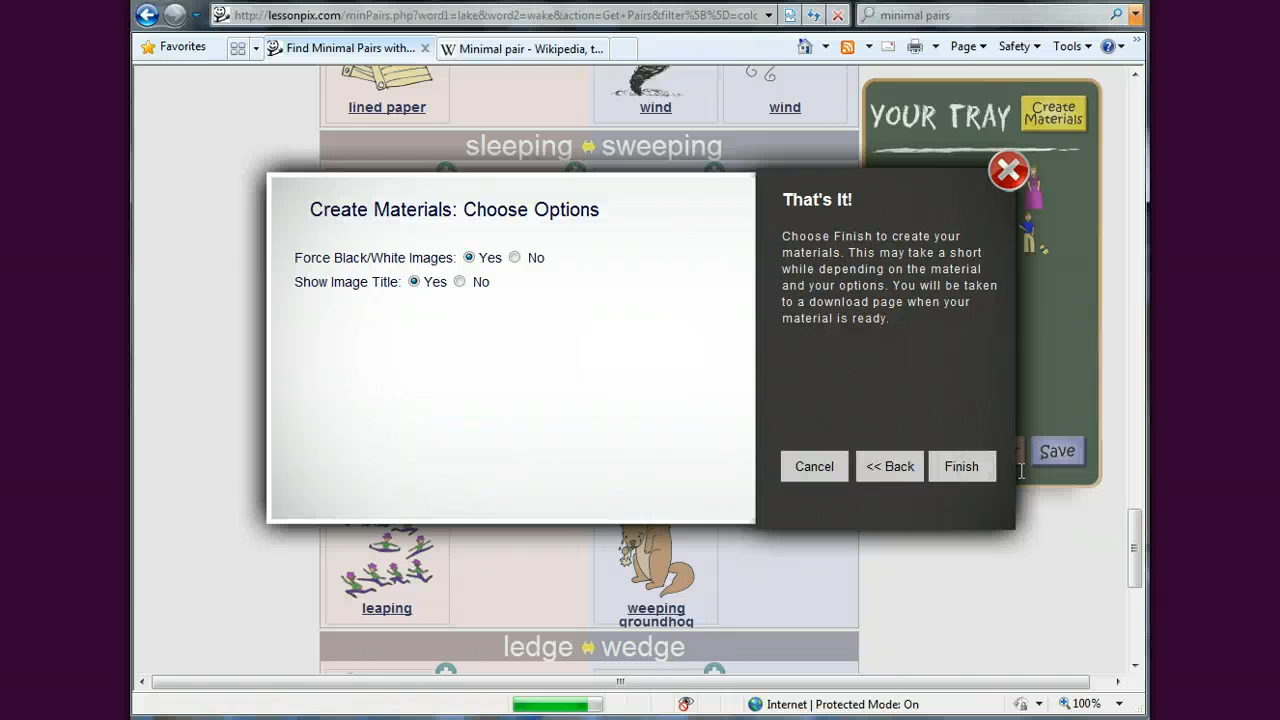 http://lessonpix.com/minPairs.php?word1=lake&word2=wake&action=Get+Pairs&filter%5B%5D=colc
minimal pairs
Favorites
Find Minimal Pairs with...
Minimal pair - Wikipedia, t...
Page
Safety
Tools
lined paper
wind
wind
YOUR TRAY
Create
Materials
sleeping sweeping
Create Materials: Choose Options
Force Black/White Images: Yes No
Show Image Title: Yes No
That's It!
Choose Finish to create your
materials. This may take a short
while depending on the material
and your options. You will be taken
to a download page when your
material is ready.
Cancel
<< Back
Finish
Save
leaping
weeping
groundhog
ledge wedge
Internet | Protected Mode: On
100%